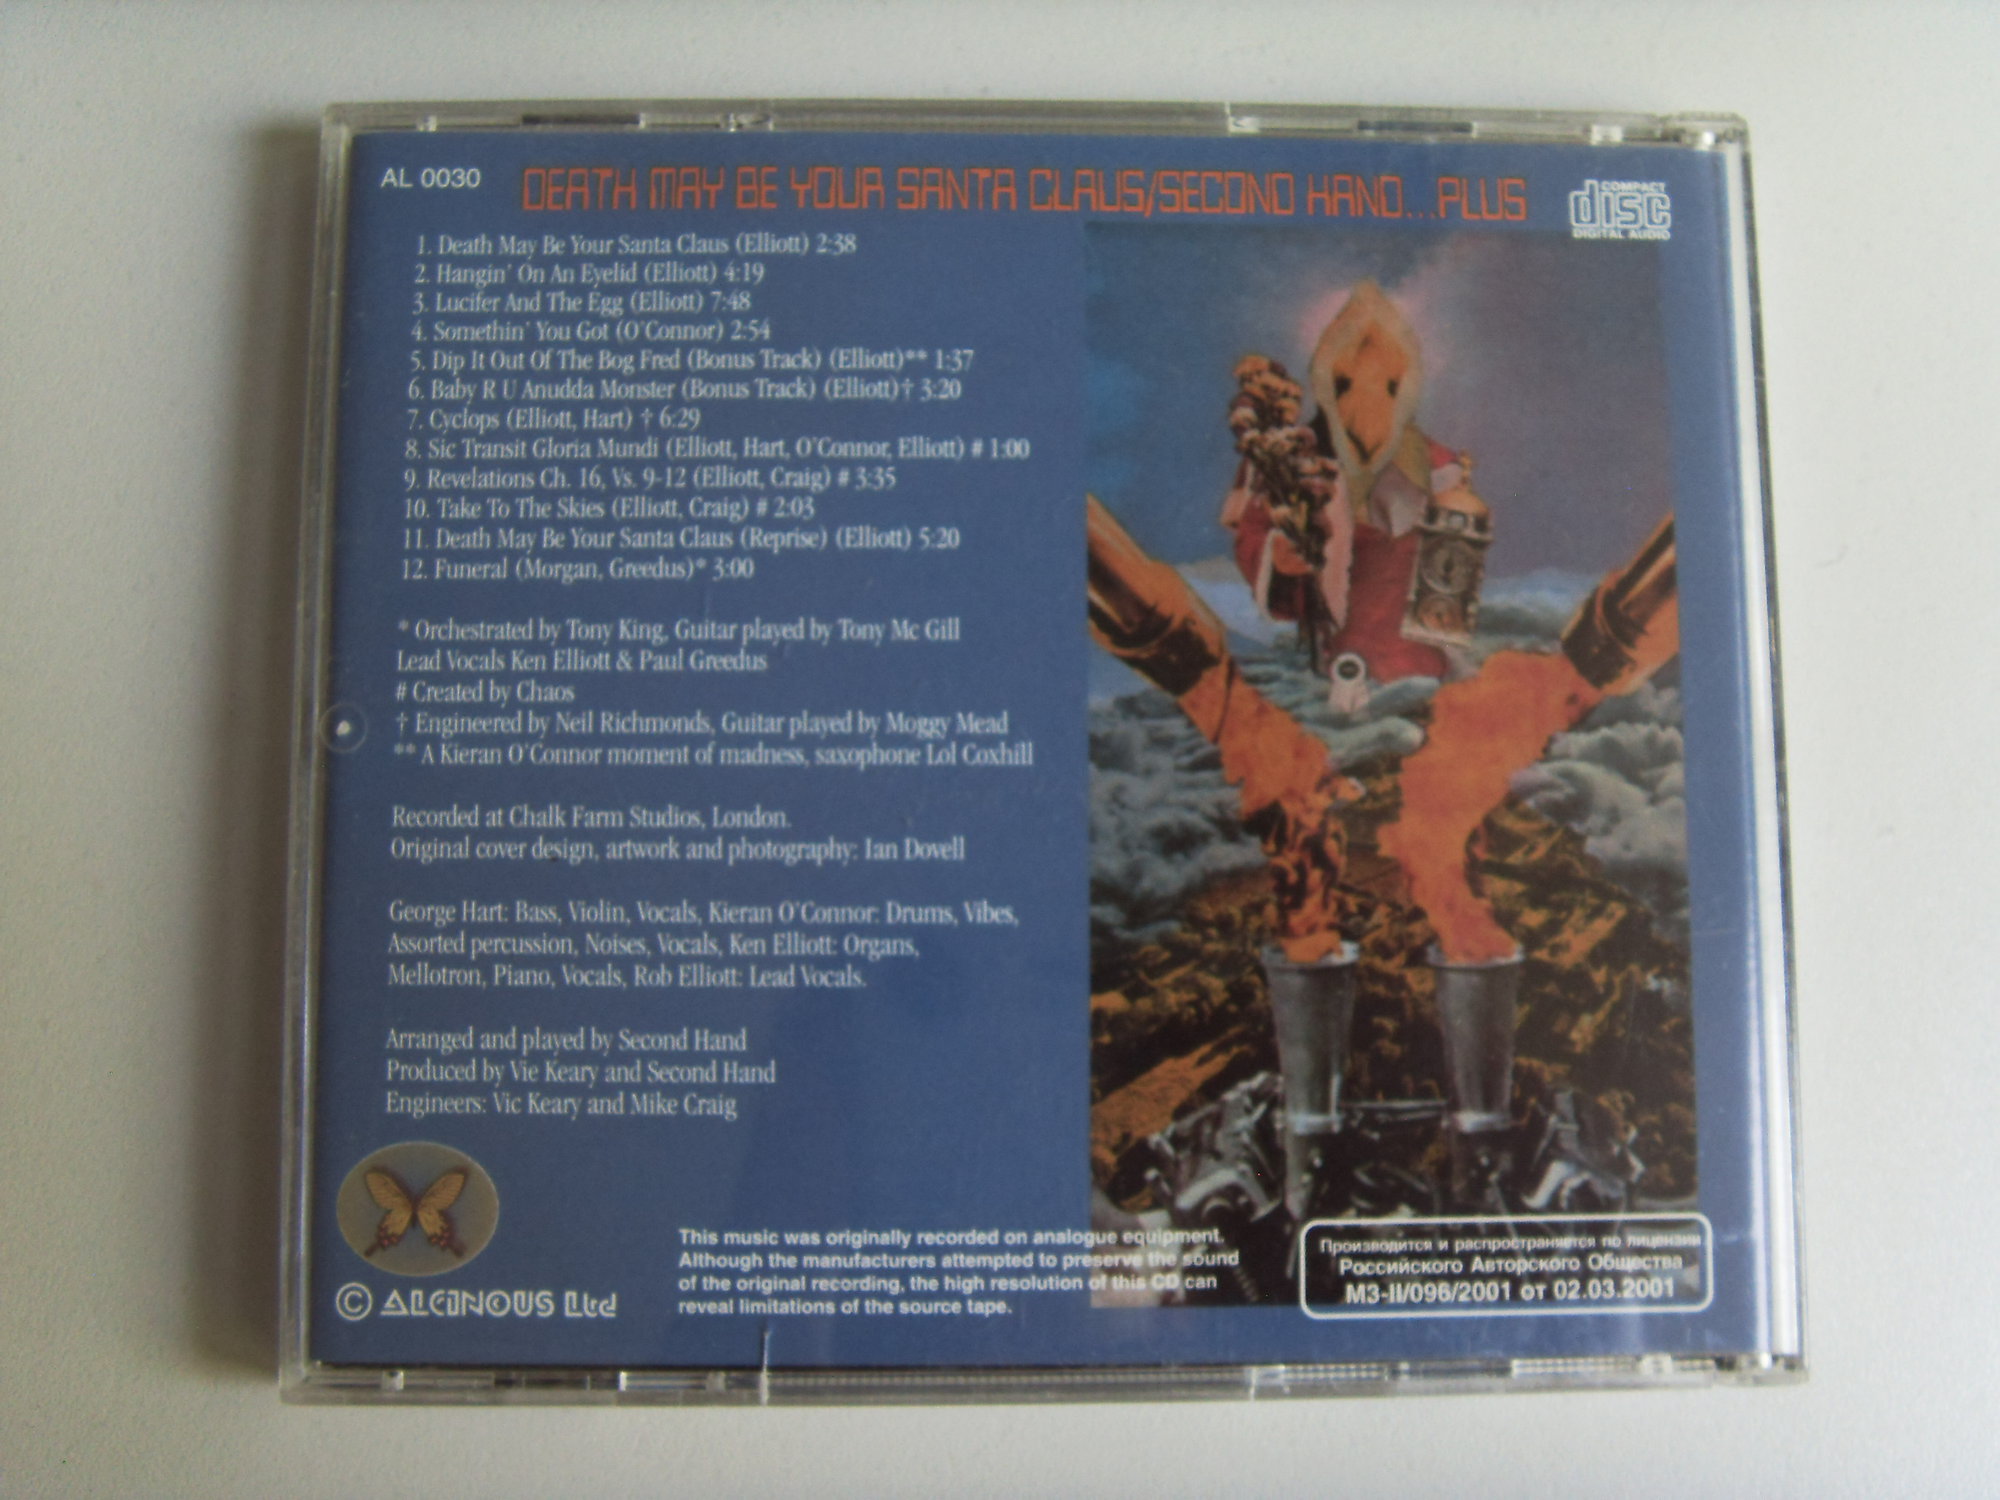 AL 0030
DEATH MAY BE YOUR SANTA CLAUS/SECOND HAND...PLUS
COMPACT
disc
DIGITAL AUDIO
1. Death May Be Your Santa Claus (Elliott) 2:38
2. Hangin' On An Eyelid (Elliott) 4:19
3. Lucifer And The Egg (Elliott) 7:48
4. Somethin' You Got (O'Connor) 2:54
5. Dip It Out Of The Bog Fred (Bonus Track) (Elliott)** 1:37
6. Baby R U Anudda Monster (Bonus Track) (Elliott)† 3:20
7. Cyclops (Elliott, Hart) † 6:29
8. Sic Transit Gloria Mundi (Elliott, Hart, O'Connor, Elliott) # 1:00
9. Revelations Ch. 16, Vs. 9-12 (Elliott, Craig) # 3:35
10. Take To The Skies (Elliott, Craig) # 2:03
11. Death May Be Your Santa Claus (Reprise) (Elliott) 5:20
12. Funeral (Morgan, Greedus)* 3:00
* Orchestrated by Tony King, Guitar played by Tony Mc Gill
Lead Vocals Ken Elliott & Paul Greedus
# Created by Chaos
† Engineered by Neil Richmonds, Guitar played by Moggy Mead
** A Kieran O'Connor moment of madness, saxophone Lol Coxhill
Recorded at Chalk Farm Studios, London.
Original cover design, artwork and photography: Ian Dovell
George Hart: Bass, Violin, Vocals, Kieran O'Connor: Drums, Vibes,
Assorted percussion, Noises, Vocals, Ken Elliott: Organs,
Mellotron, Piano, Vocals, Rob Elliott: Lead Vocals.
Arranged and played by Second Hand
Produced by Vie Keary and Second Hand
Engineers: Vic Keary and Mike Craig
© ALCINOUS Ltd
This music was originally recorded on analogue equipment.
Although the manufacturers attempted to preserve the sound
of the original recording, the high resolution of this CD can
reveal limitations of the source tape.
Производится и распространяется по лицензии
Российского Авторского Общества
МЗ-II/096/2001 от 02.03.2001